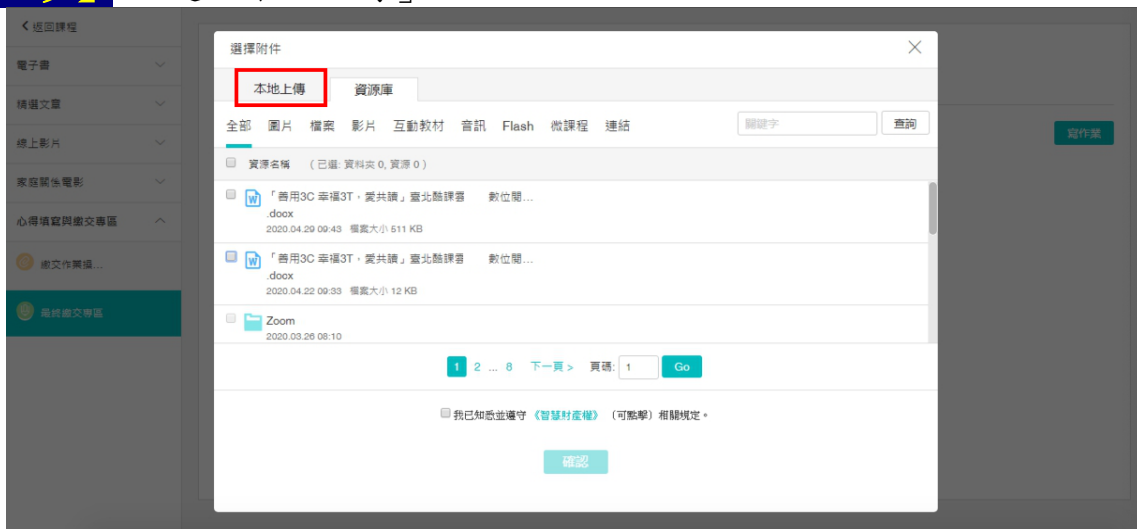 返回課程
電子書
精選文章
線上影片
家庭關係電影
心得填寫與繳交專區
繳交作業操...
最終繳交專區
寫作業
選擇附件
本地上傳 資源庫
全部 圖片 檔案 影片 互動教材 音訊 Flash 微課程 連結 關鍵字 查詢
資源名稱 (已選: 資料夾 0, 資源 0)
「善用3C 幸福3T,愛共讀」臺北酷課雲 數位閱...
.docx
2020.04.29 09:43 檔案大小 511 KB
「善用3C 幸福3T,愛共讀」臺北酷課雲 數位閱...
.docx
2020.04.22 09:33 檔案大小 12 KB
Zoom
2020.03.26 08:10
1 2 ... 8 下一頁 > 頁碼: 1 Go
我已知悉並遵守《智慧財產權》(可點擊)相關規定。
確認